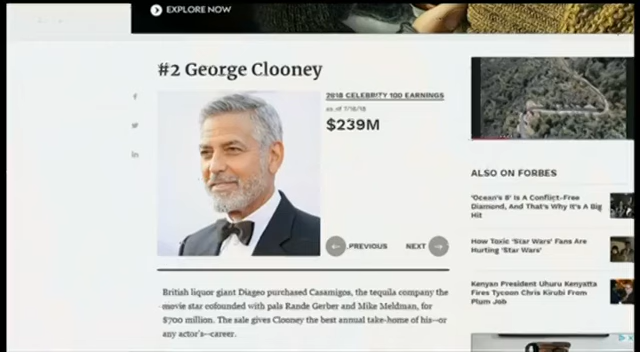 EXPLORE NOW
#2 George Clooney
2018 CELEBRITY 100 EARNINGS
as of 7/16/18
$239M
PREVIOUS NEXT
British liquor giant Diageo purchased Casamigos, the tequila company the
movie star cofounded with pals Rande Gerber and Mike Meldman, for
$700 million. The sale gives Clooney the best annual take-home of his—or
any actor's—career.
ALSO ON FORBES
'Ocean's 8' Is A Conflict-Free
Diamond, And That's Why It's A Big
Hit
How Toxic 'Star Wars' Fans Are
Hurting 'Star Wars'
Kenyan President Uhuru Kenyatta
Fires Tycoon Chris Kirubi From
Plum Job